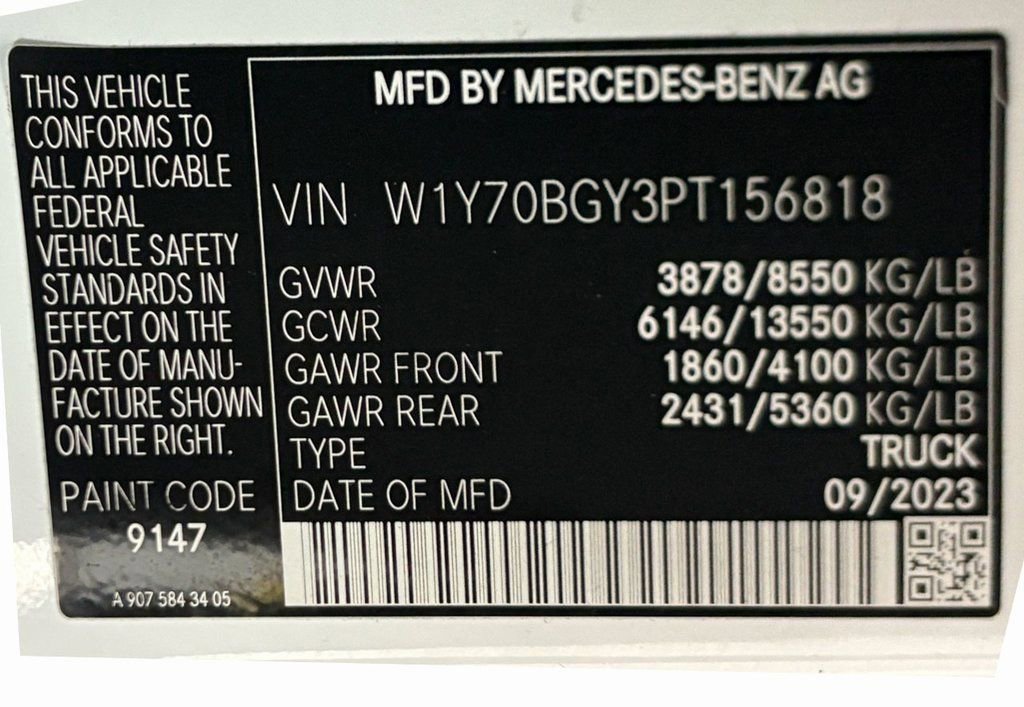 THIS VEHICLE
CONFORMS TO
ALL APPLICABLE
FEDERAL
VEHICLE SAFETY
STANDARDS IN
EFFECT ON THE
DATE OF MANU-
FACTURE SHOWN
ON THE RIGHT.
PAINT CODE
9147
A 907 584 34 05
MFD BY MERCEDES-BENZ AG
VIN W1Y70BGY3PT156818
GVWR 3878/8550 KG/LB
GCWR 6146/13550 KG/LB
GAWR FRONT 1860/4100 KG/LB
GAWR REAR 2431/5360 KG/LB
TYPE TRUCK
DATE OF MFD 09/2023